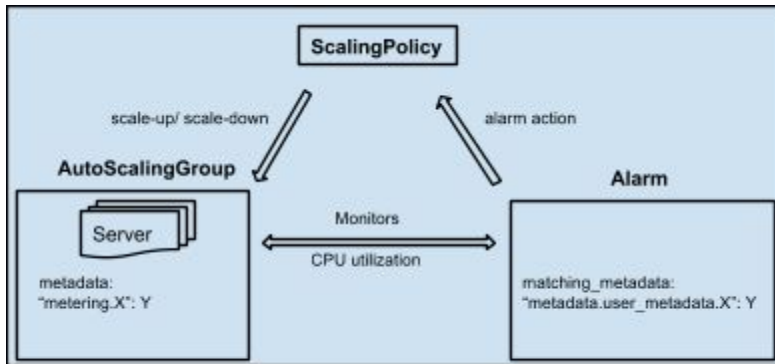 ScalingPolicy
scale-up/ scale-down
alarm action
AutoScalingGroup
Alarm
Server
Monitors
CPU utilization
metadata:
“metering.X”: Y
matching_metadata:
“metadata.user_metadata.X”: Y